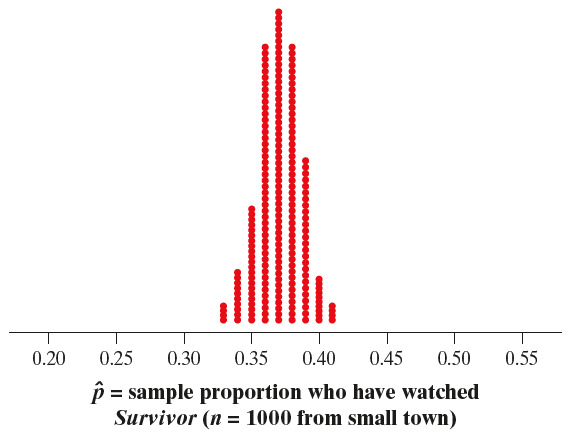 0.20 0.25 0.30 0.35 0.40 0.45 0.50 0.55
p̂ = sample proportion who have watched
Survivor (n = 1000 from small town)